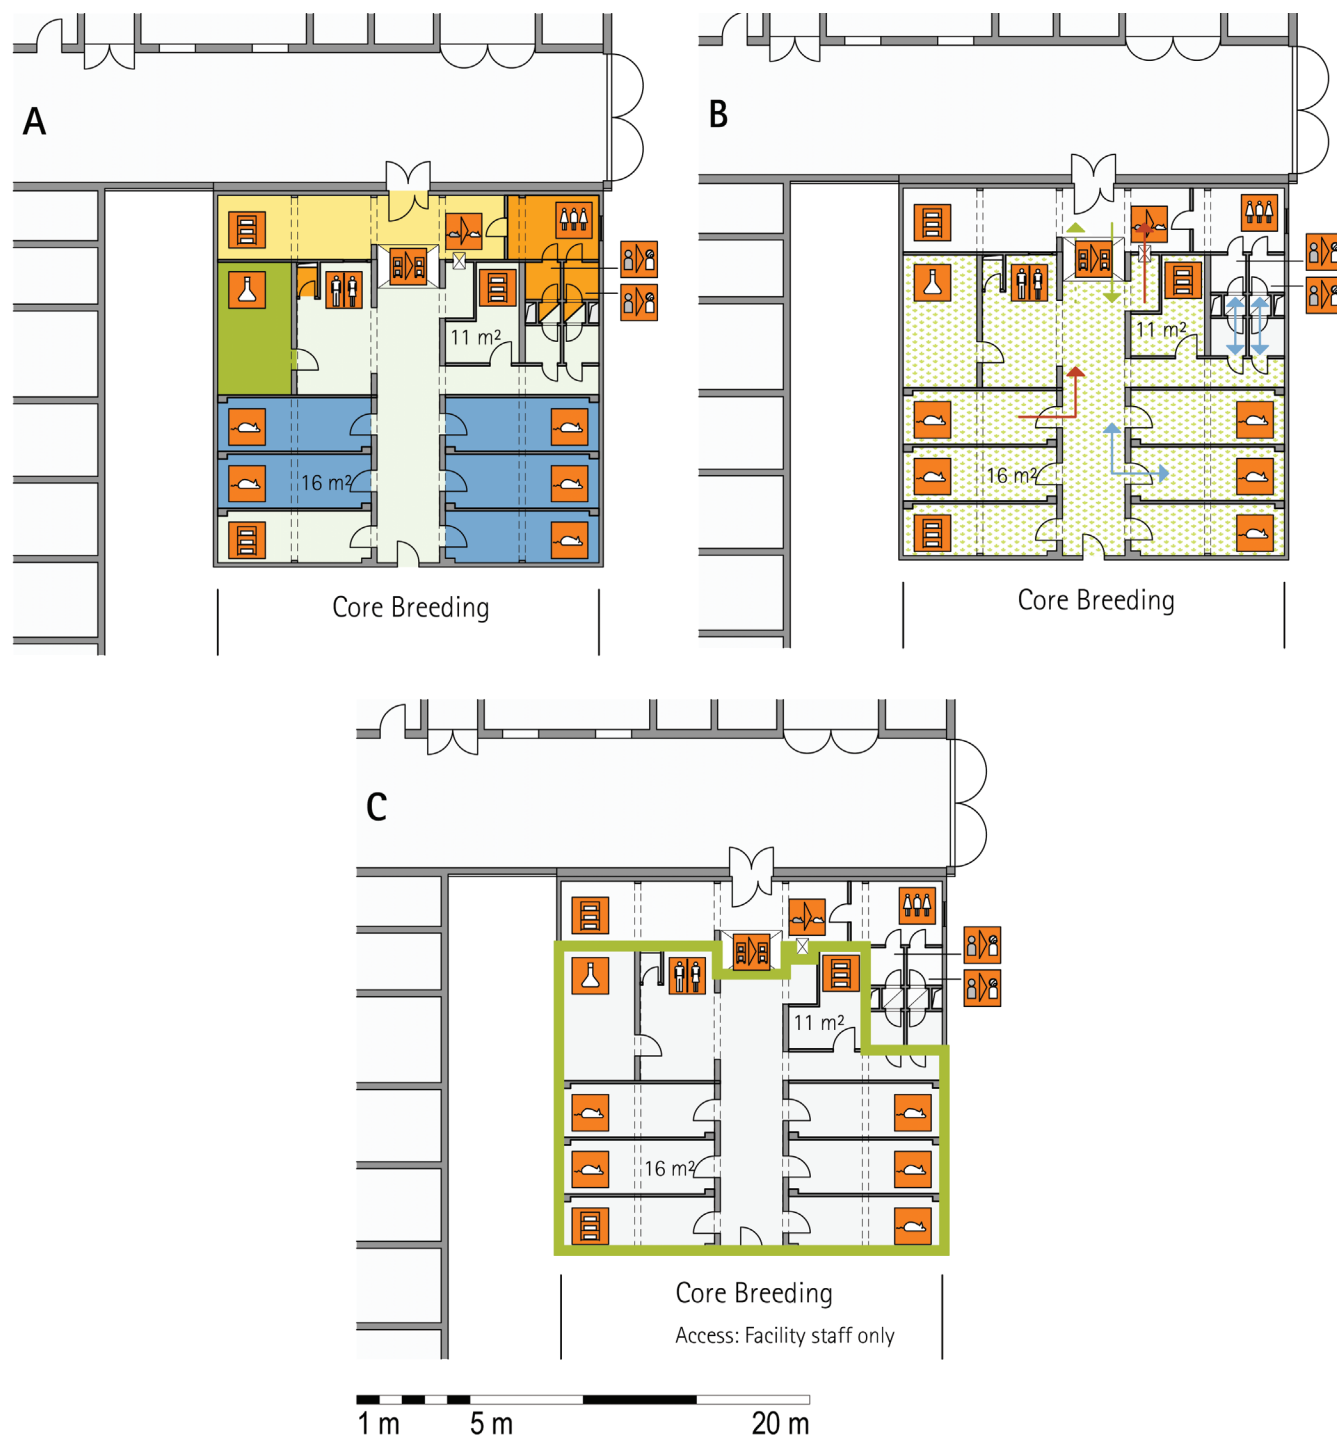 A
B
11 m²
16 m²
11 m²
16 m²
Core Breeding
Core Breeding
C
11 m²
16 m²
Core Breeding
Access: Facility staff only
1 m
5 m
20 m